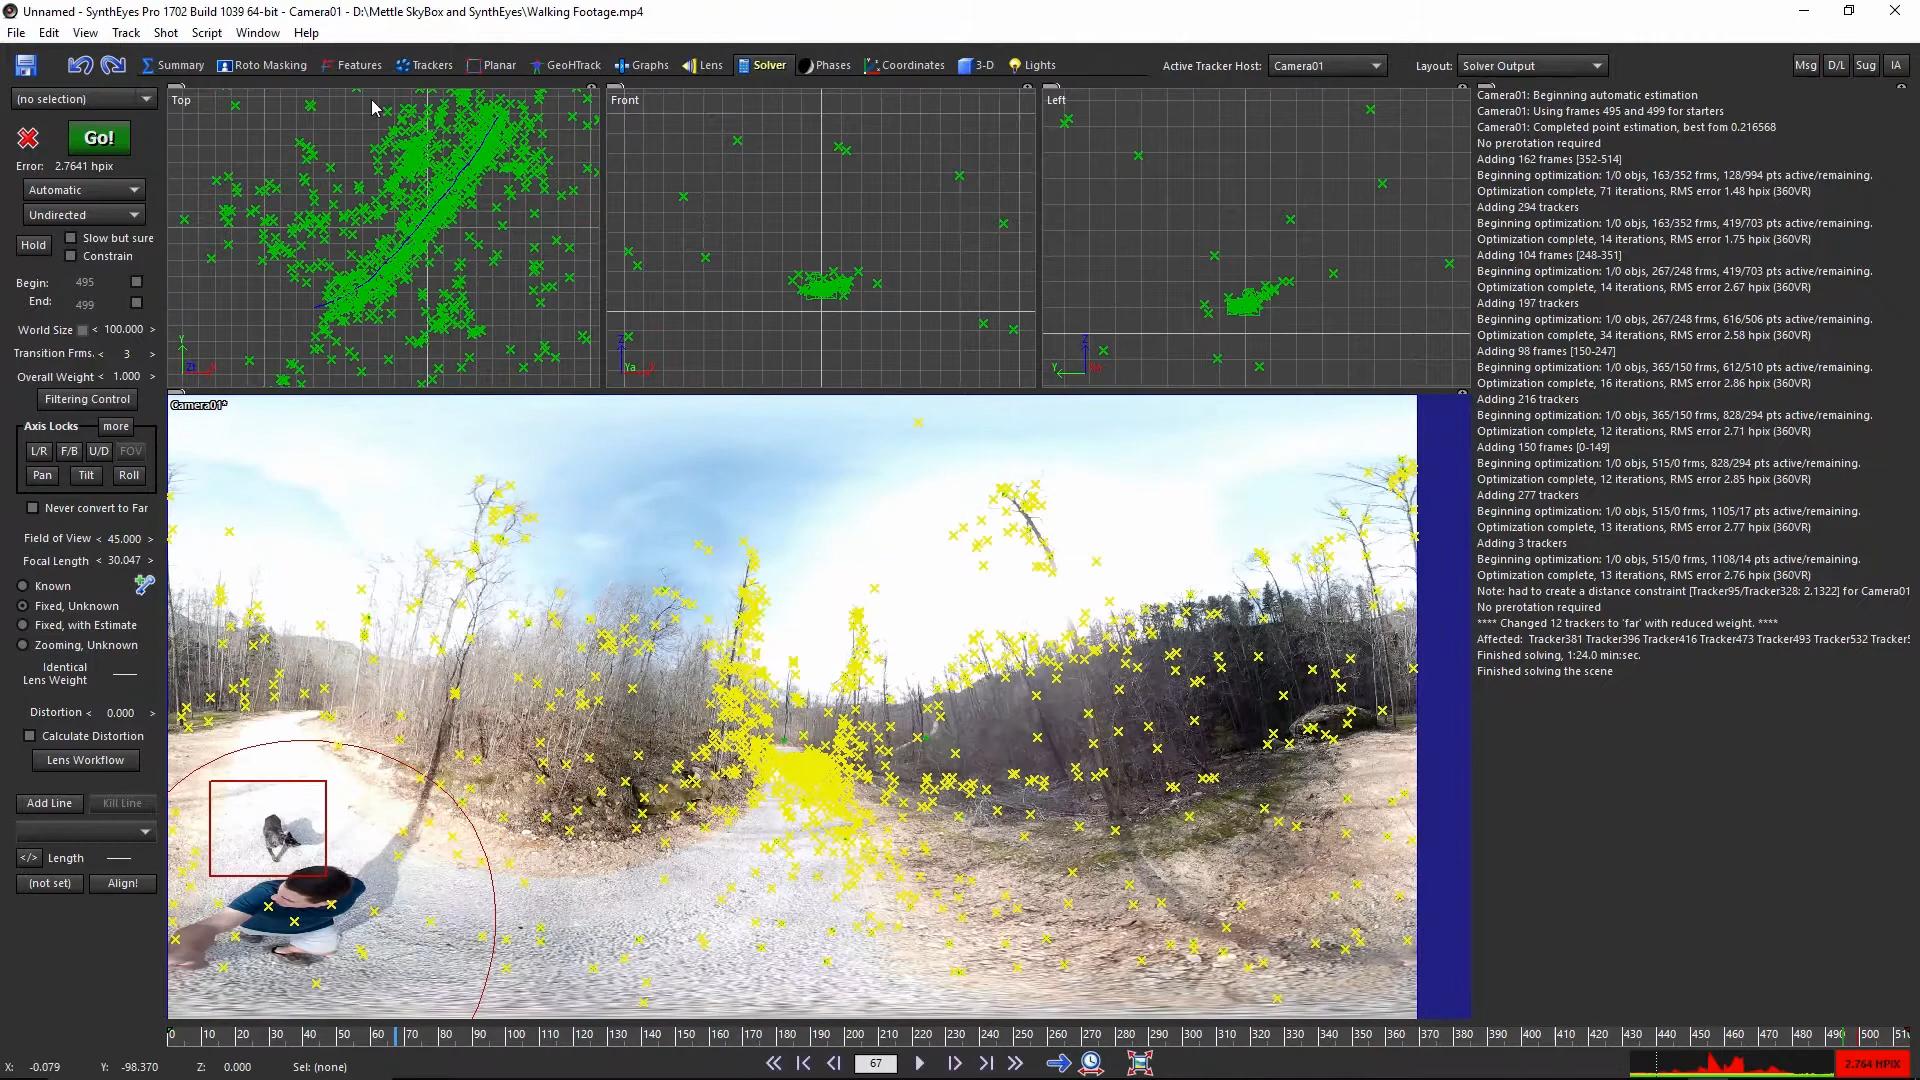 Unnamed - SynthEyes Pro 1702 Build 1039 64-bit - Camera01 - D:\Mettle SkyBox and SynthEyes\Walking Footage.mp4
File Edit View Track Shot Script Window Help
Summary Roto Masking Features Trackers Planar GeoHTrack Graphs Lens Solver Phases Coordinates 3-D Lights Active Tracker Host: Camera01 Layout: Solver Output Msg D/L Sug IA
(no selection)
Go!
Error: 2.7641 hpix
Automatic
Undirected
Hold Slow but sure
Constrain
Begin: 495
End: 499
World Size < 100.000 >
Transition Frms. < 3 >
Overall Weight < 1.000 >
Filtering Control
Axis Locks more
L/R F/B U/D FOV
Pan Tilt Roll
Never convert to Far
Field of View < 45.000 >
Focal Length < 30.047 >
Known
Fixed, Unknown
Fixed, with Estimate
Zooming, Unknown
Identical
Lens Weight
Distortion < 0.000 >
Calculate Distortion
Lens Workflow
Add Line Kill Line
</> Length
(not set) Align!
Top
Front
Left
Camera01*
Camera01: Beginning automatic estimation
Camera01: Using frames 495 and 499 for starters
Camera01: Completed point estimation, best fom 0.216568
No prerotation required
Adding 162 frames [352-514]
Beginning optimization: 1/0 objs, 163/352 frms, 128/994 pts active/remaining.
Optimization complete, 71 iterations, RMS error 1.48 hpix (360VR)
Adding 294 trackers
Beginning optimization: 1/0 objs, 163/352 frms, 419/703 pts active/remaining.
Optimization complete, 14 iterations, RMS error 1.75 hpix (360VR)
Adding 104 frames [248-351]
Beginning optimization: 1/0 objs, 267/248 frms, 419/703 pts active/remaining.
Optimization complete, 14 iterations, RMS error 2.67 hpix (360VR)
Adding 197 trackers
Beginning optimization: 1/0 objs, 267/248 frms, 616/506 pts active/remaining.
Optimization complete, 34 iterations, RMS error 2.58 hpix (360VR)
Adding 98 frames [150-247]
Beginning optimization: 1/0 objs, 365/150 frms, 612/510 pts active/remaining.
Optimization complete, 16 iterations, RMS error 2.86 hpix (360VR)
Adding 216 trackers
Beginning optimization: 1/0 objs, 365/150 frms, 828/294 pts active/remaining.
Optimization complete, 12 iterations, RMS error 2.71 hpix (360VR)
Adding 150 frames [0-149]
Beginning optimization: 1/0 objs, 515/0 frms, 828/294 pts active/remaining.
Optimization complete, 12 iterations, RMS error 2.85 hpix (360VR)
Adding 277 trackers
Beginning optimization: 1/0 objs, 515/0 frms, 1105/17 pts active/remaining.
Optimization complete, 13 iterations, RMS error 2.77 hpix (360VR)
Adding 3 trackers
Beginning optimization: 1/0 objs, 515/0 frms, 1108/14 pts active/remaining.
Optimization complete, 13 iterations, RMS error 2.76 hpix (360VR)
Note: had to create a distance constraint [Tracker95/Tracker328: 2.1322] for Camera01
No prerotation required
**** Changed 12 trackers to 'far' with reduced weight. ****
Affected: Tracker381 Tracker396 Tracker416 Tracker473 Tracker493 Tracker532 Tracker
Finished solving, 1:24.0 min:sec.
Finished solving the scene
0 10 20 30 40 50 60 70 80 90 100 110 120 130 140 150 160 170 180 190 200 210 220 230 240 250 260 270 280 290 300 310 320 330 340 350 360 370 380 390 400 410 420 430 440 450 460 470 480 490 500
X: -0.079 Y: -98.370 Z: 0.000 Sel: (none) 67 2.764 HPIX